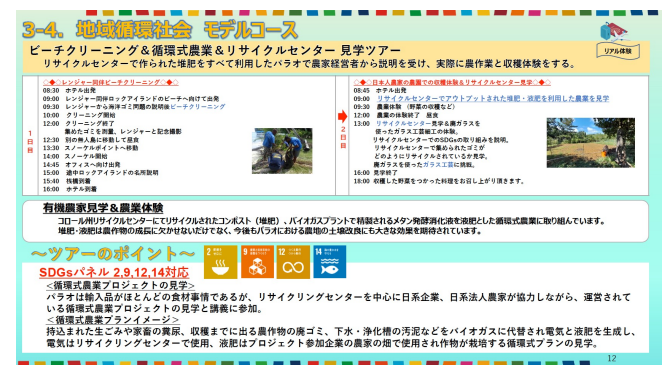 3-4. 地域循環社会 モデルコース
ビーチクリーニング＆循環式農業＆リサイクルセンター 見学ツアー
リサイクルセンターで作られた堆肥をすべて利用したパラオで農家経営者から説明を受け、実際に農作業と収穫体験をする。
リアル体験
1日目
◇◆◇レンジャー同伴ビーチクリーニング◇◆◇
08:30 ホテル出発
09:00 レンジャー同伴ロックアイランドのビーチへ向けて出発
09:30 レンジャーから海洋ゴミ問題の説明後ビーチクリーニング
10:00 クリーニング開始
12:00 クリーニング終了
集めたゴミを測量、レンジャーと記念撮影
12:30 別の無人島に移動して昼食
13:30 スノーケルポイントへ移動
14:00 スノーケル開始
14:45 オフィスへ向け出発
15:00 途中ロックアイランドの名所説明
15:40 桟橋到着
16:00 ホテル到着
2日目
◇◆◇日本人農家の農園での収穫体験＆リサイクルセンター見学◇◆◇
08:45 ホテル出発
09:00 リサイクルセンターでアウトプットされた堆肥・液肥を利用した農業を見学
09:30 農業体験 （野菜の収穫など）
12:00 農業の体験終了 昼食
13:00 リサイクルセンター見学＆廃ガラスを
使ったガラス工芸細工の体験。
リサイクルセンターでのSDGsの取り組みを説明。
リサイクルセンターで集められたゴミが
どのようにリサイクルされているか見学。
廃ガラスを使ったガラス工芸に挑戦。
16:00 見学終了
18:00 収穫した野菜をつかった料理をお召し上がり頂きます。
有機農家見学＆農業体験
コロール州リサイクルセンターにてリサイクルされたコンポスト（堆肥）、バイオガスプラントで精製されるメタン発酵消化液を液肥とした循環式農業に取り組んでいます。
堆肥・液肥は農作物の成長に欠かせないだけでなく、今後もパラオにおける農地の土壌改良にも大きな効果を期待されています。
～ツアーのポイント～
2
9
12
14
SDGsパネル 2,9,12,14対応
<循環式農業プロジェクトの見学>
パラオは輸入品がほとんどの食材事情であるが、リサイクリングセンターを中心に日系企業、日系法人農家が協力しながら、運営されて
いる循環式農業プロジェクトの見学と講義に参加。
<循環式農業プランイメージ>
持込まれた生ごみや家畜の糞尿、収穫までに出る農作物の廃ゴミ、下水・浄化槽の汚泥などをバイオガスに代替され電気と液肥を生成し、
電気はリサイクリングセンターで使用、液肥はプロジェクト参加企業の農家の畑で使用され作物が栽培する循環式プランの見学。
12